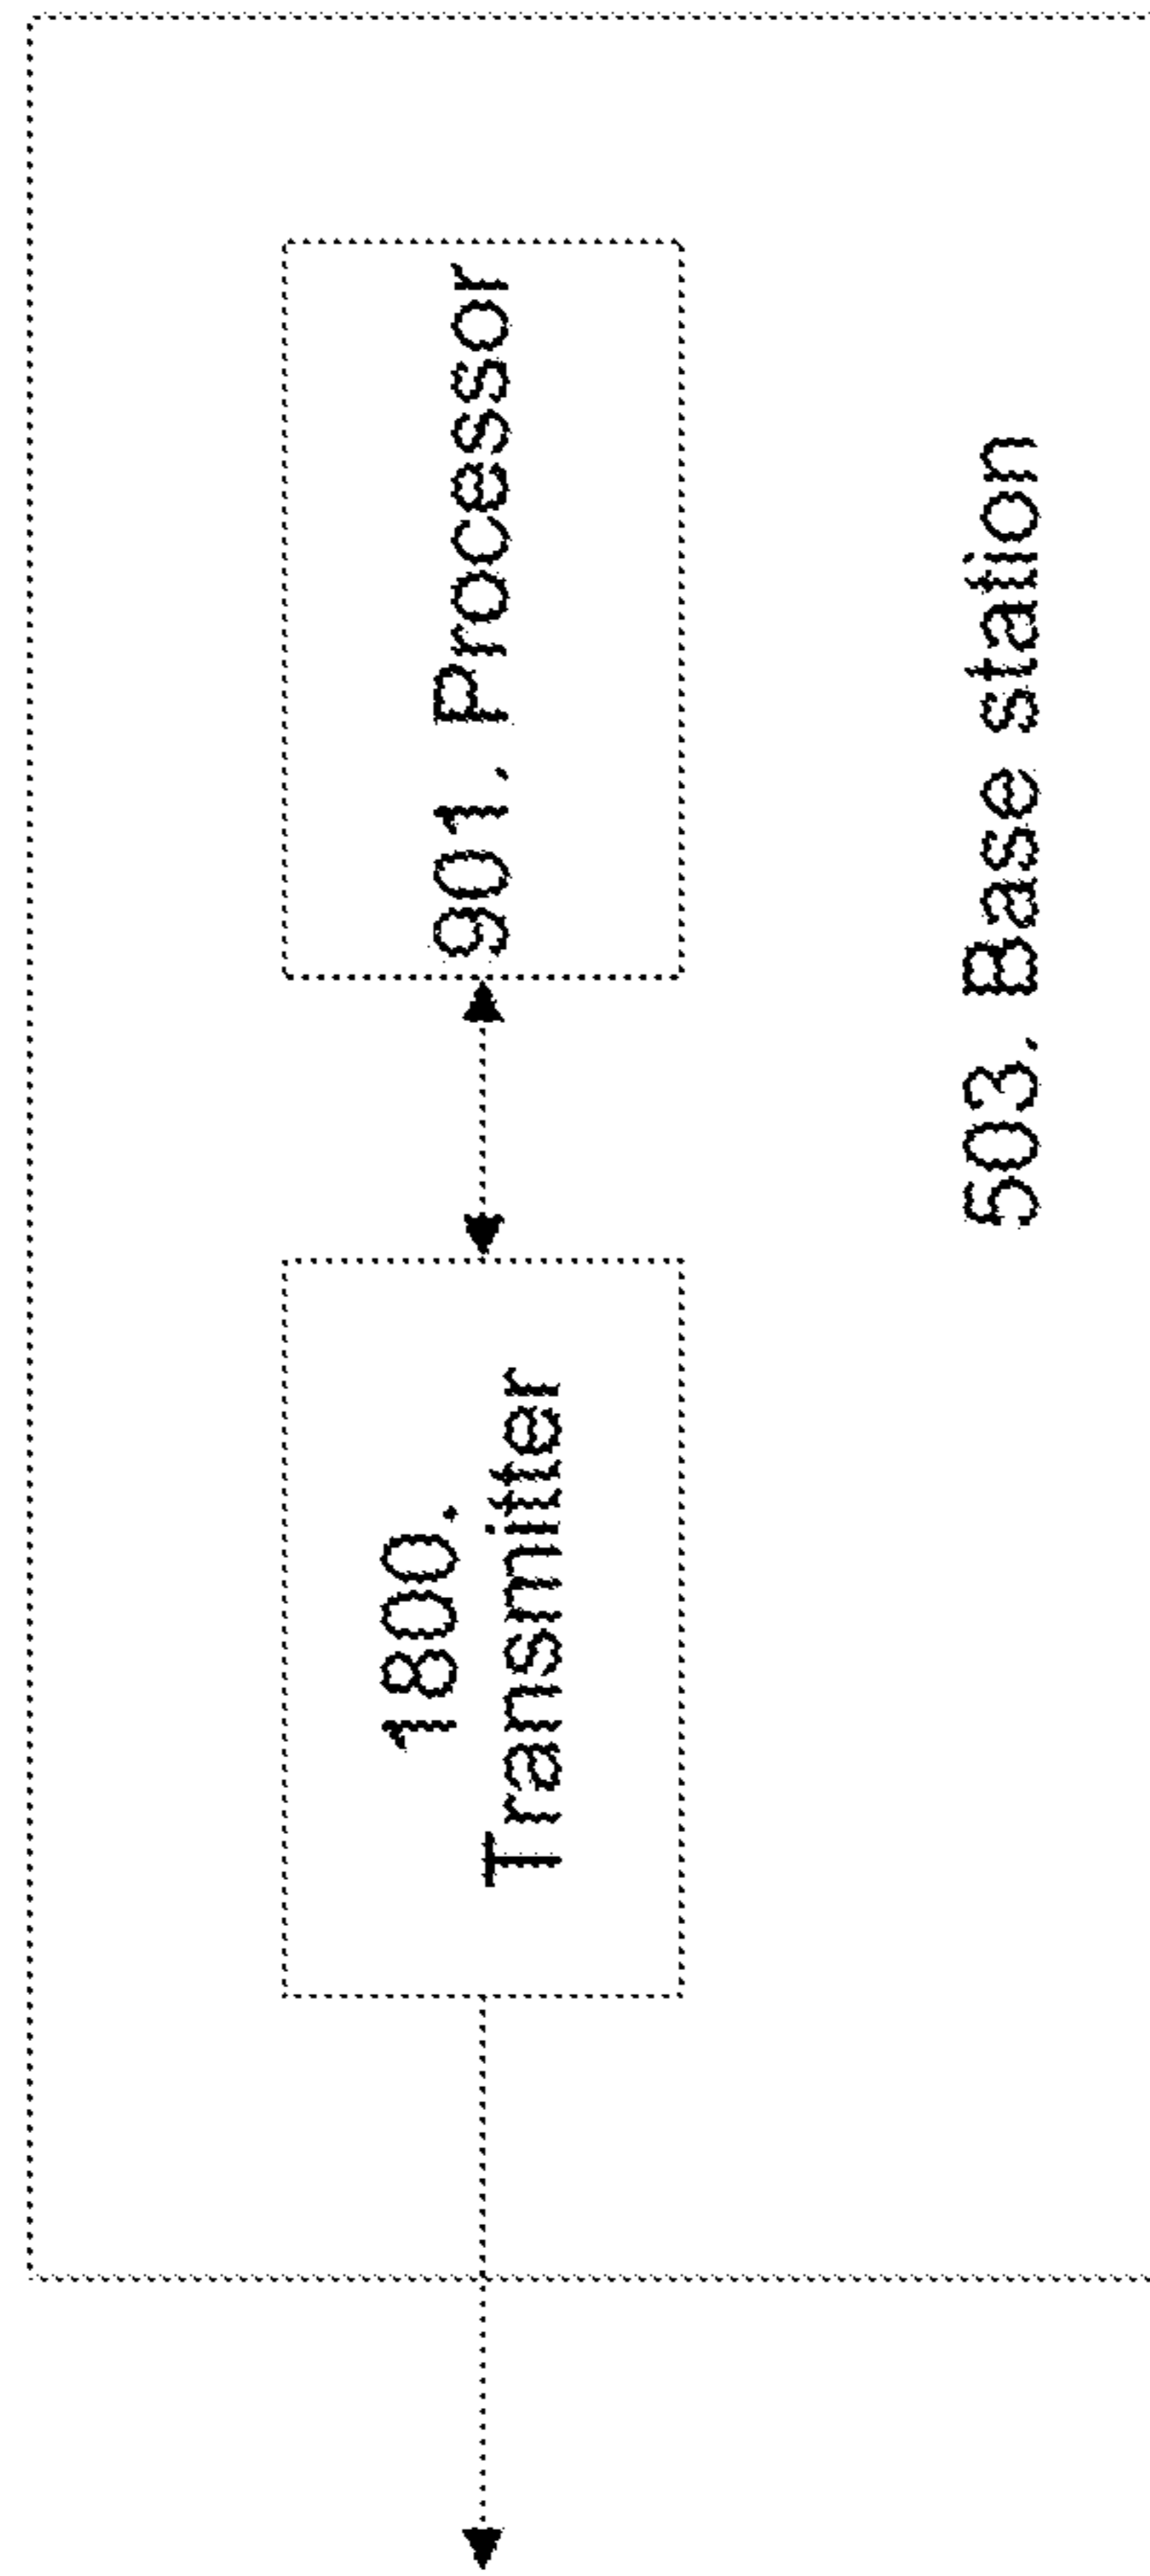 1800.
Transmitter
901. Processor
503. Base station